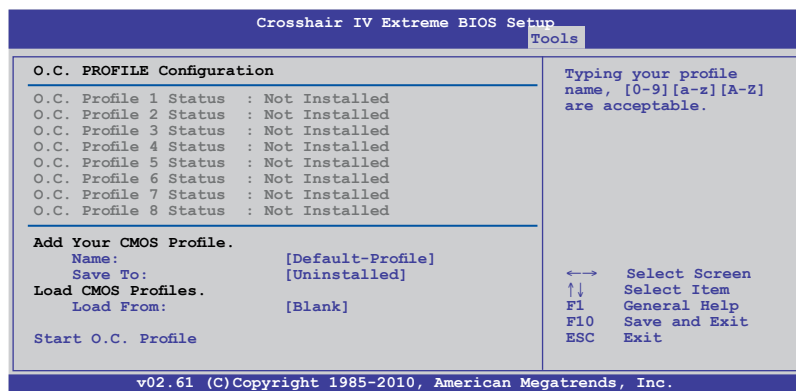 Crosshair IV Extreme BIOS Setup
Tools
O.C. PROFILE Configuration
O.C. Profile 1 Status : Not Installed
O.C. Profile 2 Status : Not Installed
O.C. Profile 3 Status : Not Installed
O.C. Profile 4 Status : Not Installed
O.C. Profile 5 Status : Not Installed
O.C. Profile 6 Status : Not Installed
O.C. Profile 7 Status : Not Installed
O.C. Profile 8 Status : Not Installed
Add Your CMOS Profile.
Name: [Default-Profile]
Save To: [Uninstalled]
Load CMOS Profiles.
Load From: [Blank]
Start O.C. Profile
Typing your profile
name, [0-9][a-z][A-Z]
are acceptable.
←→ Select Screen
↑↓ Select Item
F1 General Help
F10 Save and Exit
ESC Exit
v02.61 (C)Copyright 1985-2010, American Megatrends, Inc.